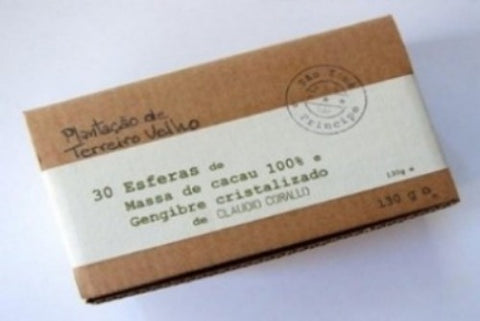 São Tomé
e Príncipe
Plantação de
Terreiro Velho
30 Esferas de
Massa de cacau 100% e
Gengibre cristalizado
de CLAUDIO CORALLO
130g e
130 g e.